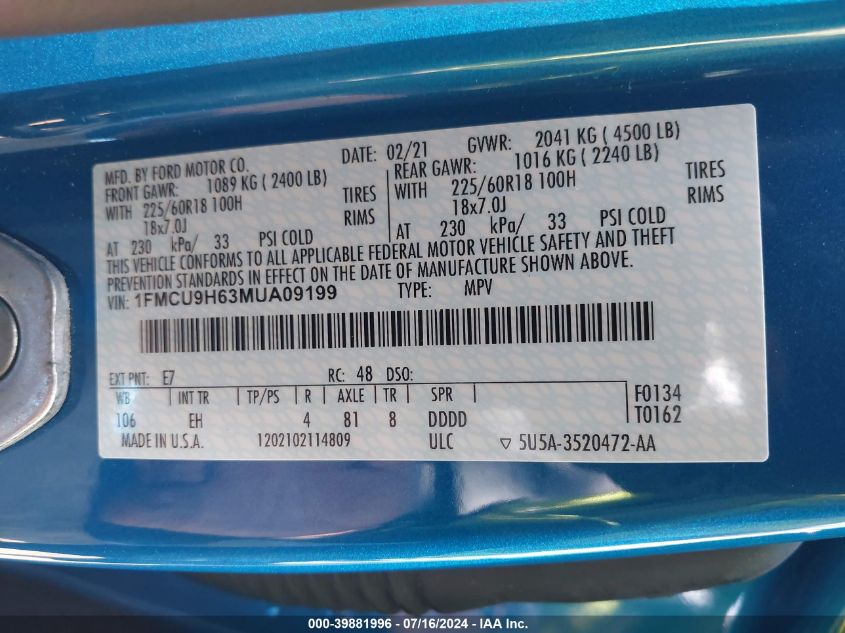 MFD. BY FORD MOTOR CO. DATE: 02/21 GVWR: 2041 KG ( 4500 LB)
FRONT GAWR: 1089 KG ( 2400 LB) REAR GAWR: 1016 KG ( 2240 LB)
WITH 225/60R18 100H TIRES WITH 225/60R18 100H TIRES
18x7.0J RIMS 18x7.0J RIMS
AT 230 kPa/ 33 PSI COLD AT 230 kPa/ 33 PSI COLD
THIS VEHICLE CONFORMS TO ALL APPLICABLE FEDERAL MOTOR VEHICLE SAFETY AND THEFT
PREVENTION STANDARDS IN EFFECT ON THE DATE OF MANUFACTURE SHOWN ABOVE.
VIN: 1FMCU9H63MUA09199 TYPE: MPV
EXT PNT: E7 RC: 48 DSO:
WB INT TR TP/PS R AXLE TR SPR F0134
106 EH 4 81 8 DDDD T0162
MADE IN U.S.A. 1202102114809 ULC ▽ 5U5A-3520472-AA
000-39881996 - 07/16/2024 - IAAI.com